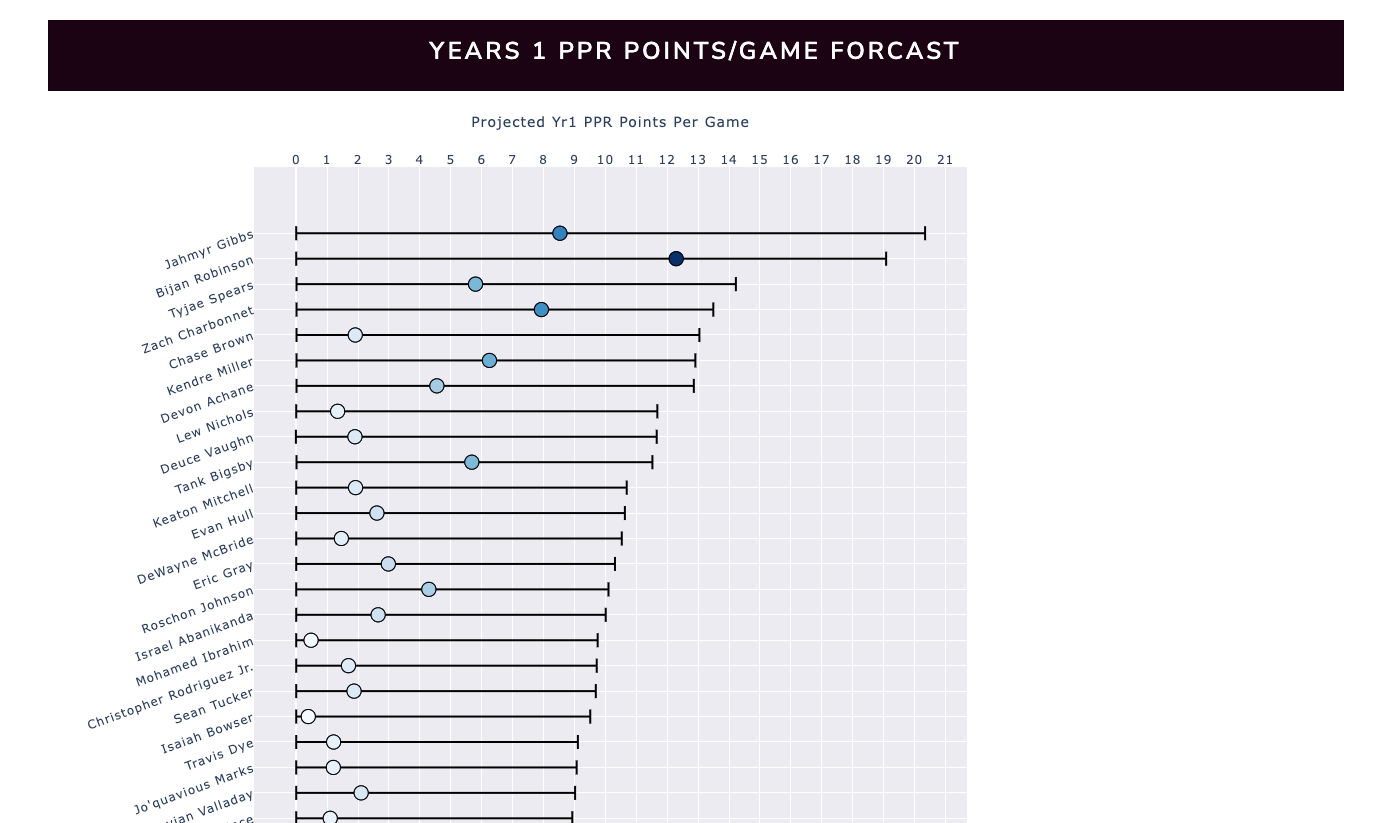 YEARS 1 PPR POINTS/GAME FORCAST
Projected Yr1 PPR Points Per Game
0 1 2 3 4 5 6 7 8 9 10 11 12 13 14 15 16 17 18 19 20 21
Jahmyr Gibbs
Bijan Robinson
Tyjae Spears
Zach Charbonnet
Chase Brown
Kendre Miller
Devon Achane
Lew Nichols
Deuce Vaughn
Tank Bigsby
Keaton Mitchell
Evan Hull
DeWayne McBride
Eric Gray
Roschon Johnson
Israel Abanikanda
Mohamed Ibrahim
Christopher Rodriguez Jr.
Sean Tucker
Isaiah Bowser
Travis Dye
Jo'quavious Marks
Valladay